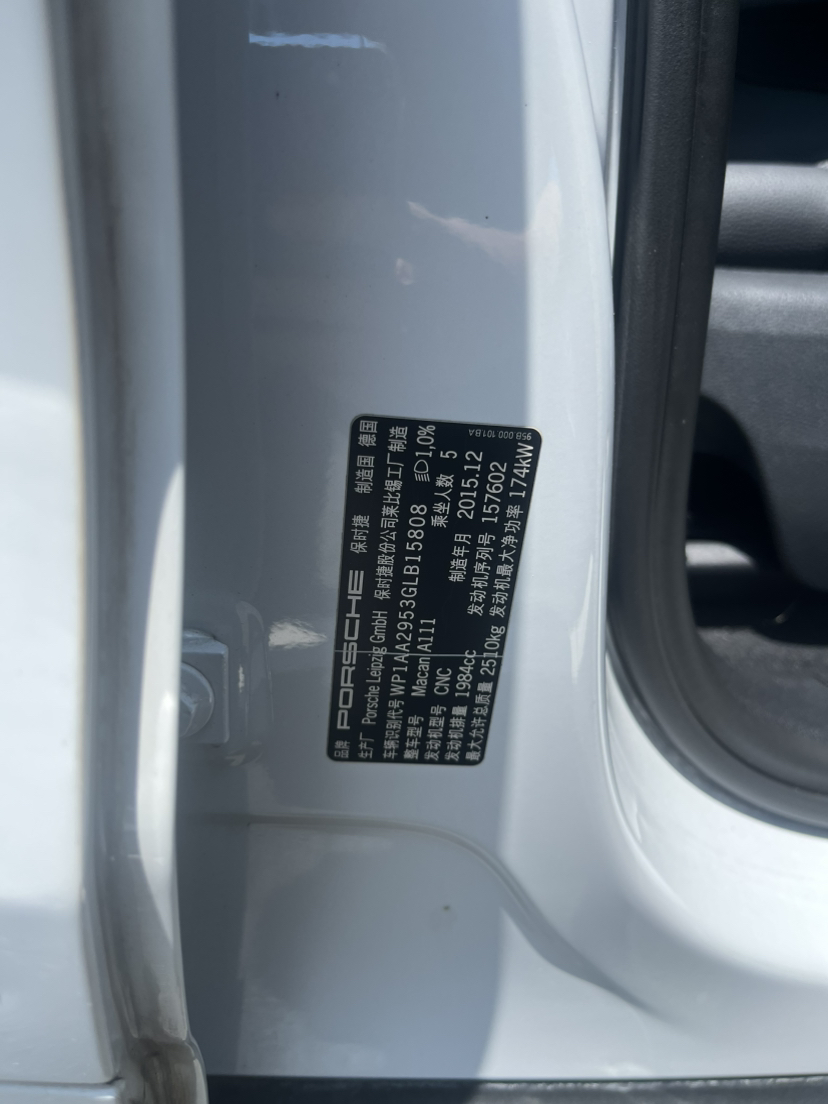 品牌 PORSCHE 保时捷 制造国 德国
生产厂 Porsche Leipzig GmbH 保时捷股份公司莱比锡工厂制造
车辆识别代号 WP1AA2953GLB15808 1,0%
整车型号 Macan A111 乘坐人数 5
发动机型号 CNC 制造年月 2015.12
发动机排量 1984cc 发动机序列号 157602
最大允许总质量 2510kg 发动机最大净功率 174kW
95B.000.101.BA